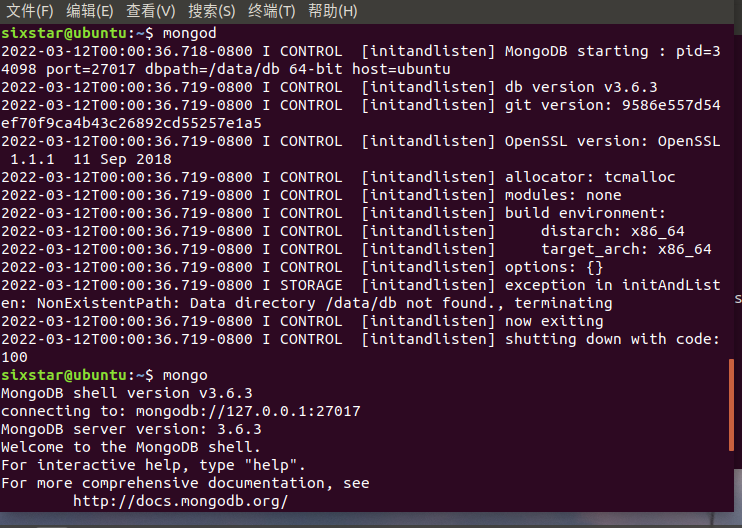 文件(F) 编辑(E) 查看(V) 搜索(S) 终端(T) 帮助(H)
sixstar@ubuntu:~$ mongod
2022-03-12T00:00:36.718-0800 I CONTROL  [initandlisten] MongoDB starting : pid=3
4098 port=27017 dbpath=/data/db 64-bit host=ubuntu
2022-03-12T00:00:36.719-0800 I CONTROL  [initandlisten] db version v3.6.3
2022-03-12T00:00:36.719-0800 I CONTROL  [initandlisten] git version: 9586e557d54
ef70f9ca4b43c26892cd55257e1a5
2022-03-12T00:00:36.719-0800 I CONTROL  [initandlisten] OpenSSL version: OpenSSL
 1.1.1  11 Sep 2018
2022-03-12T00:00:36.719-0800 I CONTROL  [initandlisten] allocator: tcmalloc
2022-03-12T00:00:36.719-0800 I CONTROL  [initandlisten] modules: none
2022-03-12T00:00:36.719-0800 I CONTROL  [initandlisten] build environment:
2022-03-12T00:00:36.719-0800 I CONTROL  [initandlisten]     distarch: x86_64
2022-03-12T00:00:36.719-0800 I CONTROL  [initandlisten]     target_arch: x86_64
2022-03-12T00:00:36.719-0800 I CONTROL  [initandlisten] options: {}
2022-03-12T00:00:36.719-0800 I STORAGE  [initandlisten] exception in initAndList
en: NonExistentPath: Data directory /data/db not found., terminating
2022-03-12T00:00:36.719-0800 I CONTROL  [initandlisten] now exiting
2022-03-12T00:00:36.719-0800 I CONTROL  [initandlisten] shutting down with code:
100
sixstar@ubuntu:~$ mongo
MongoDB shell version v3.6.3
connecting to: mongodb://127.0.0.1:27017
MongoDB server version: 3.6.3
Welcome to the MongoDB shell.
For interactive help, type "help".
For more comprehensive documentation, see
        http://docs.mongodb.org/